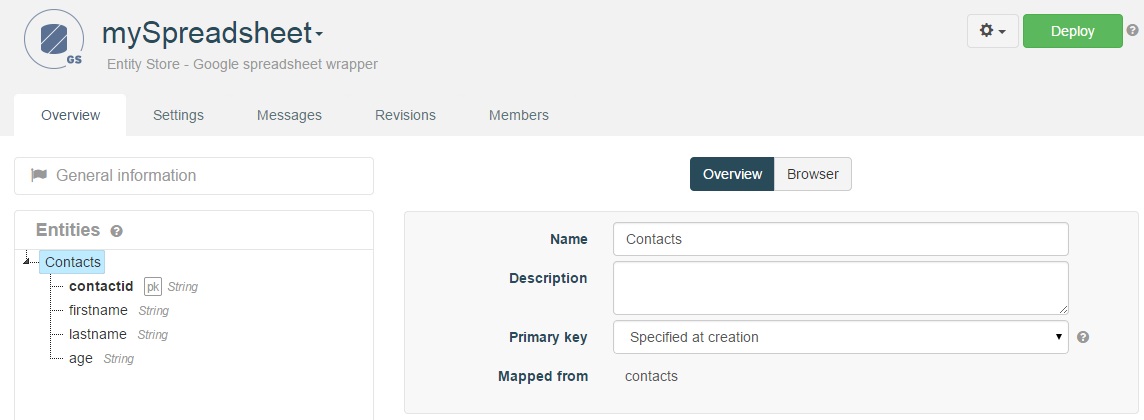 mySpreadsheet
GS
Entity Store - Google spreadsheet wrapper
Deploy
Overview Settings Messages Revisions Members
General information
Entities
Contacts
contactid pk String
firstname String
lastname String
age String
Overview Browser
Name Contacts
Description
Primary key Specified at creation
Mapped from contacts